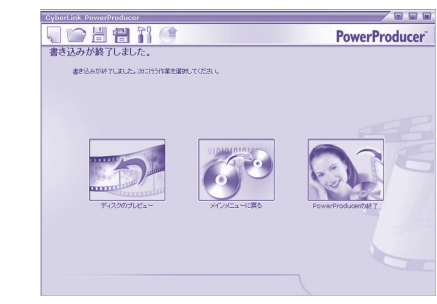 CyberLink PowerProducer
PowerProducer
書き込みが終了しました。
書き込みが終了しました。次に行う作業を選択してください。
ディスクのプレビュー
メインメニューに戻る
PowerProducerの終了